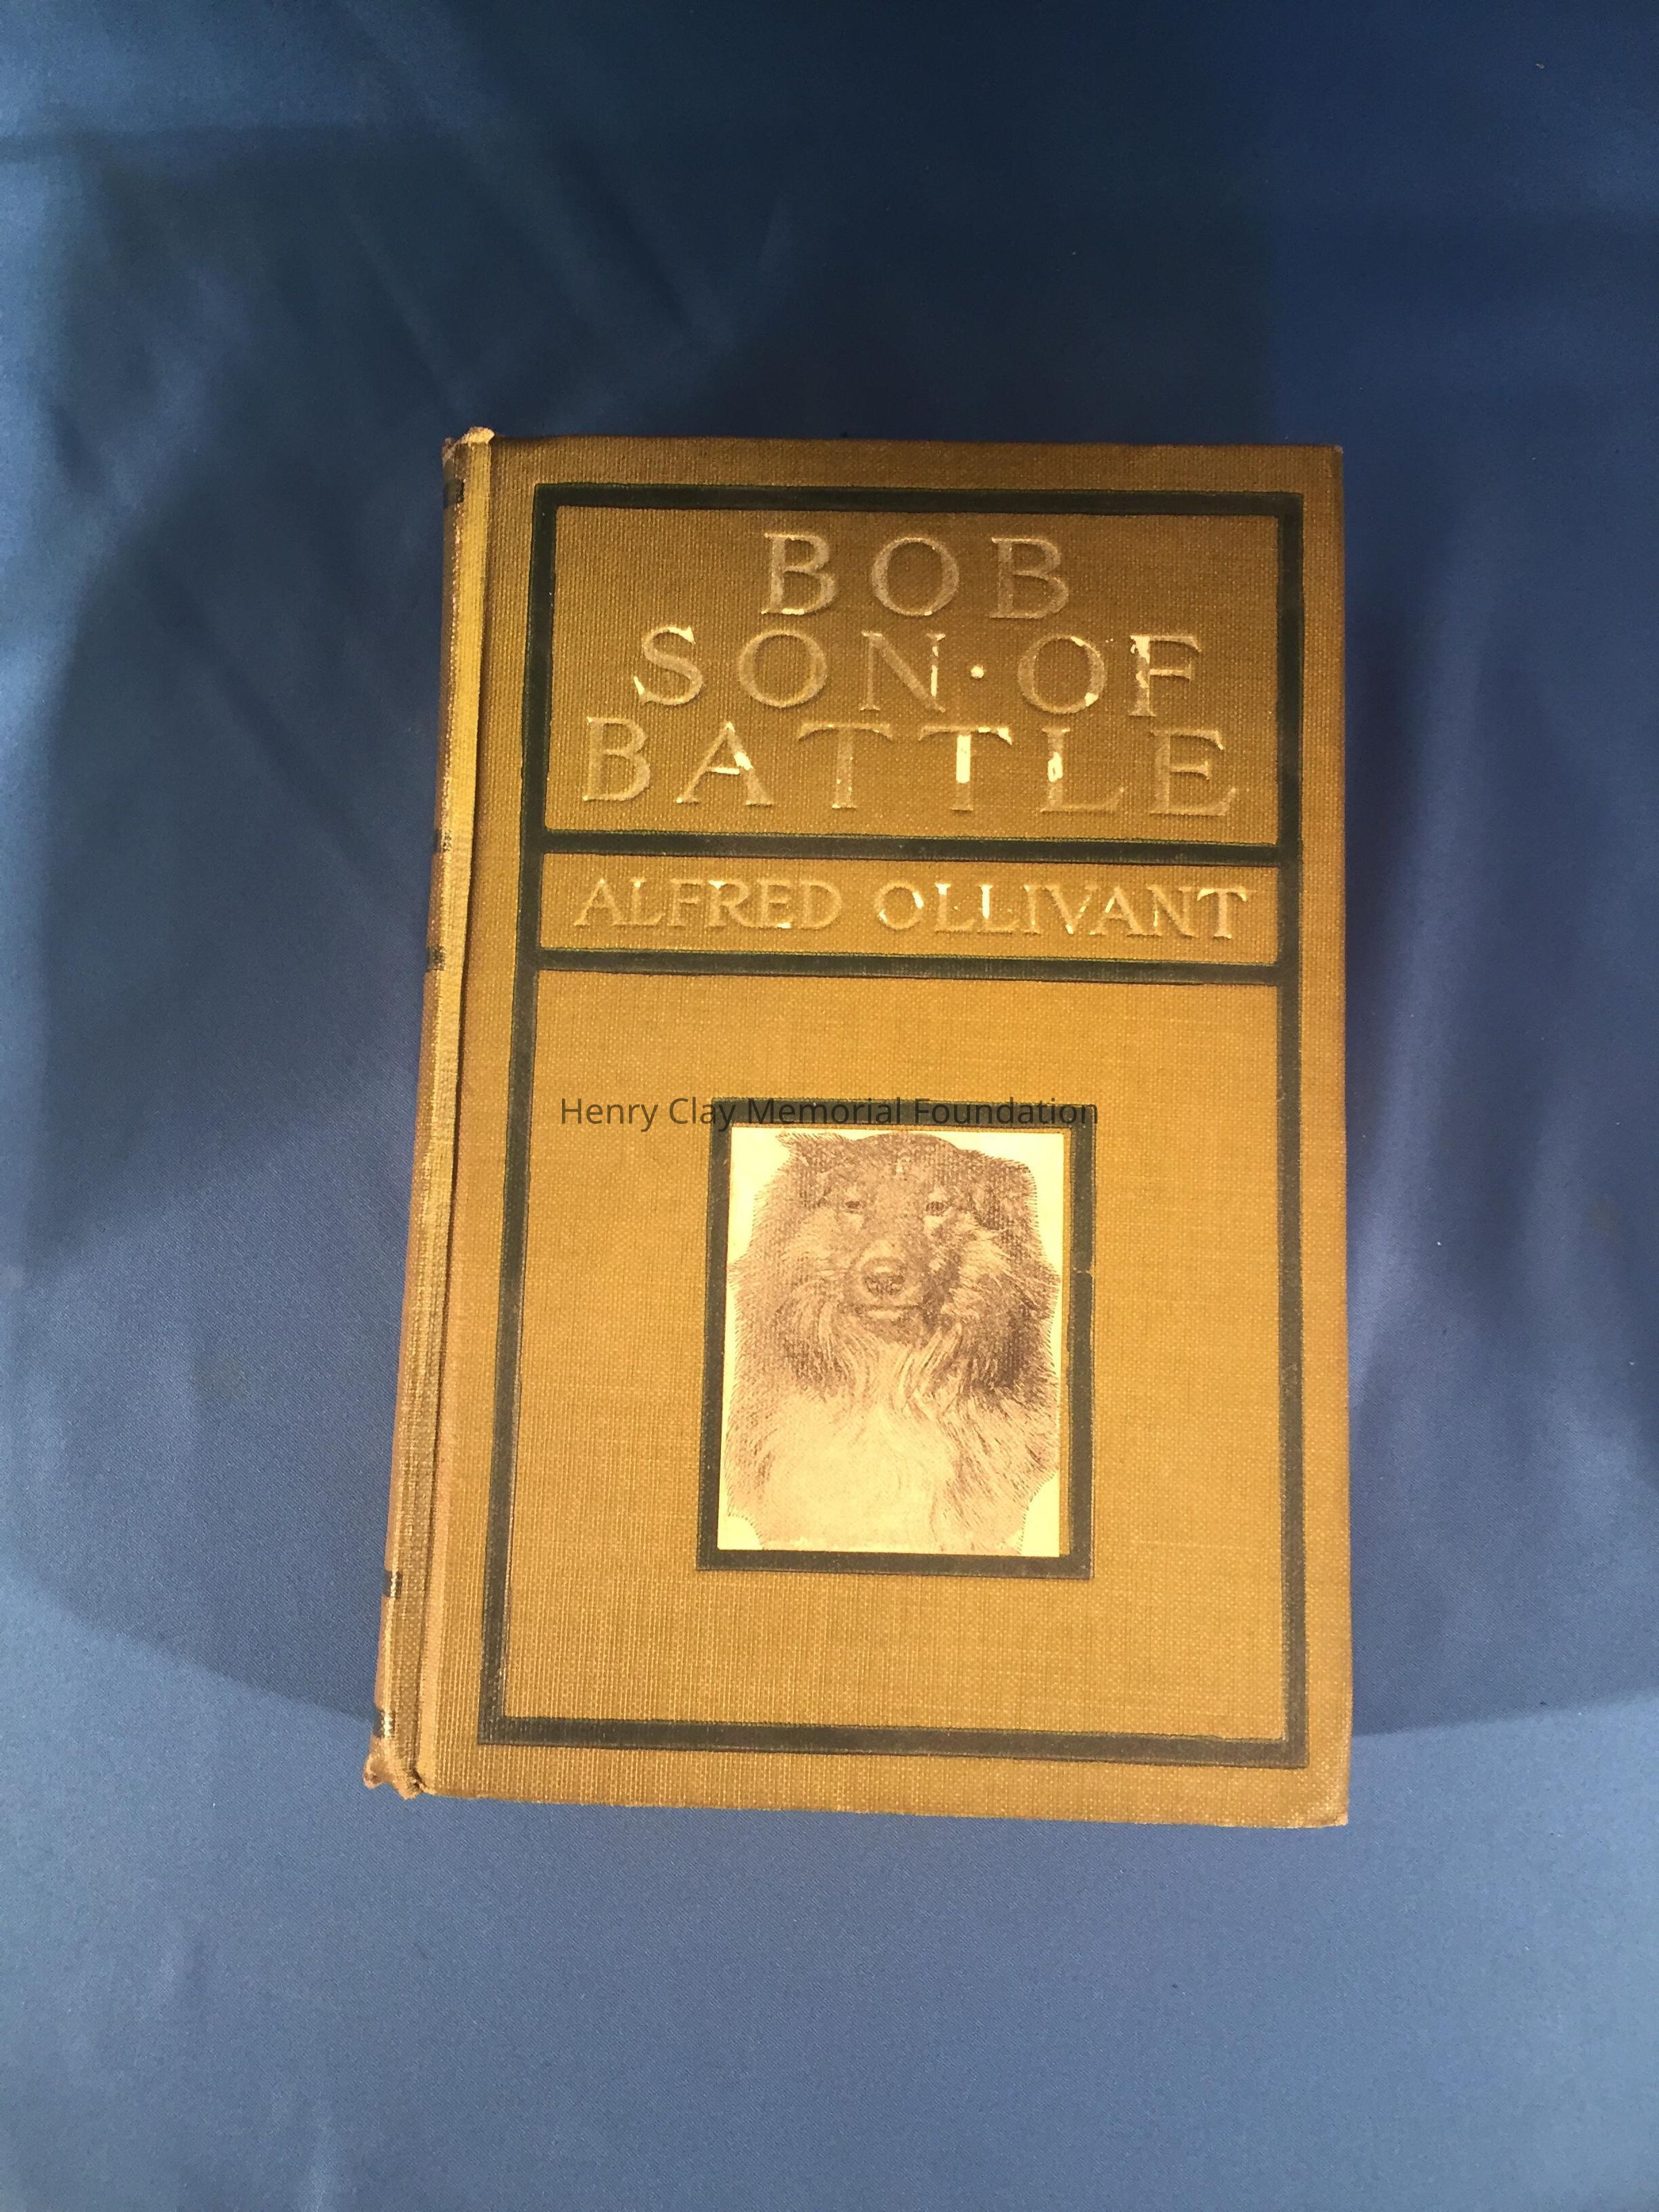 BOB
SON·OF
BATTLE
ALFRED OLLIVANT
Henry Clay Memorial Foundation